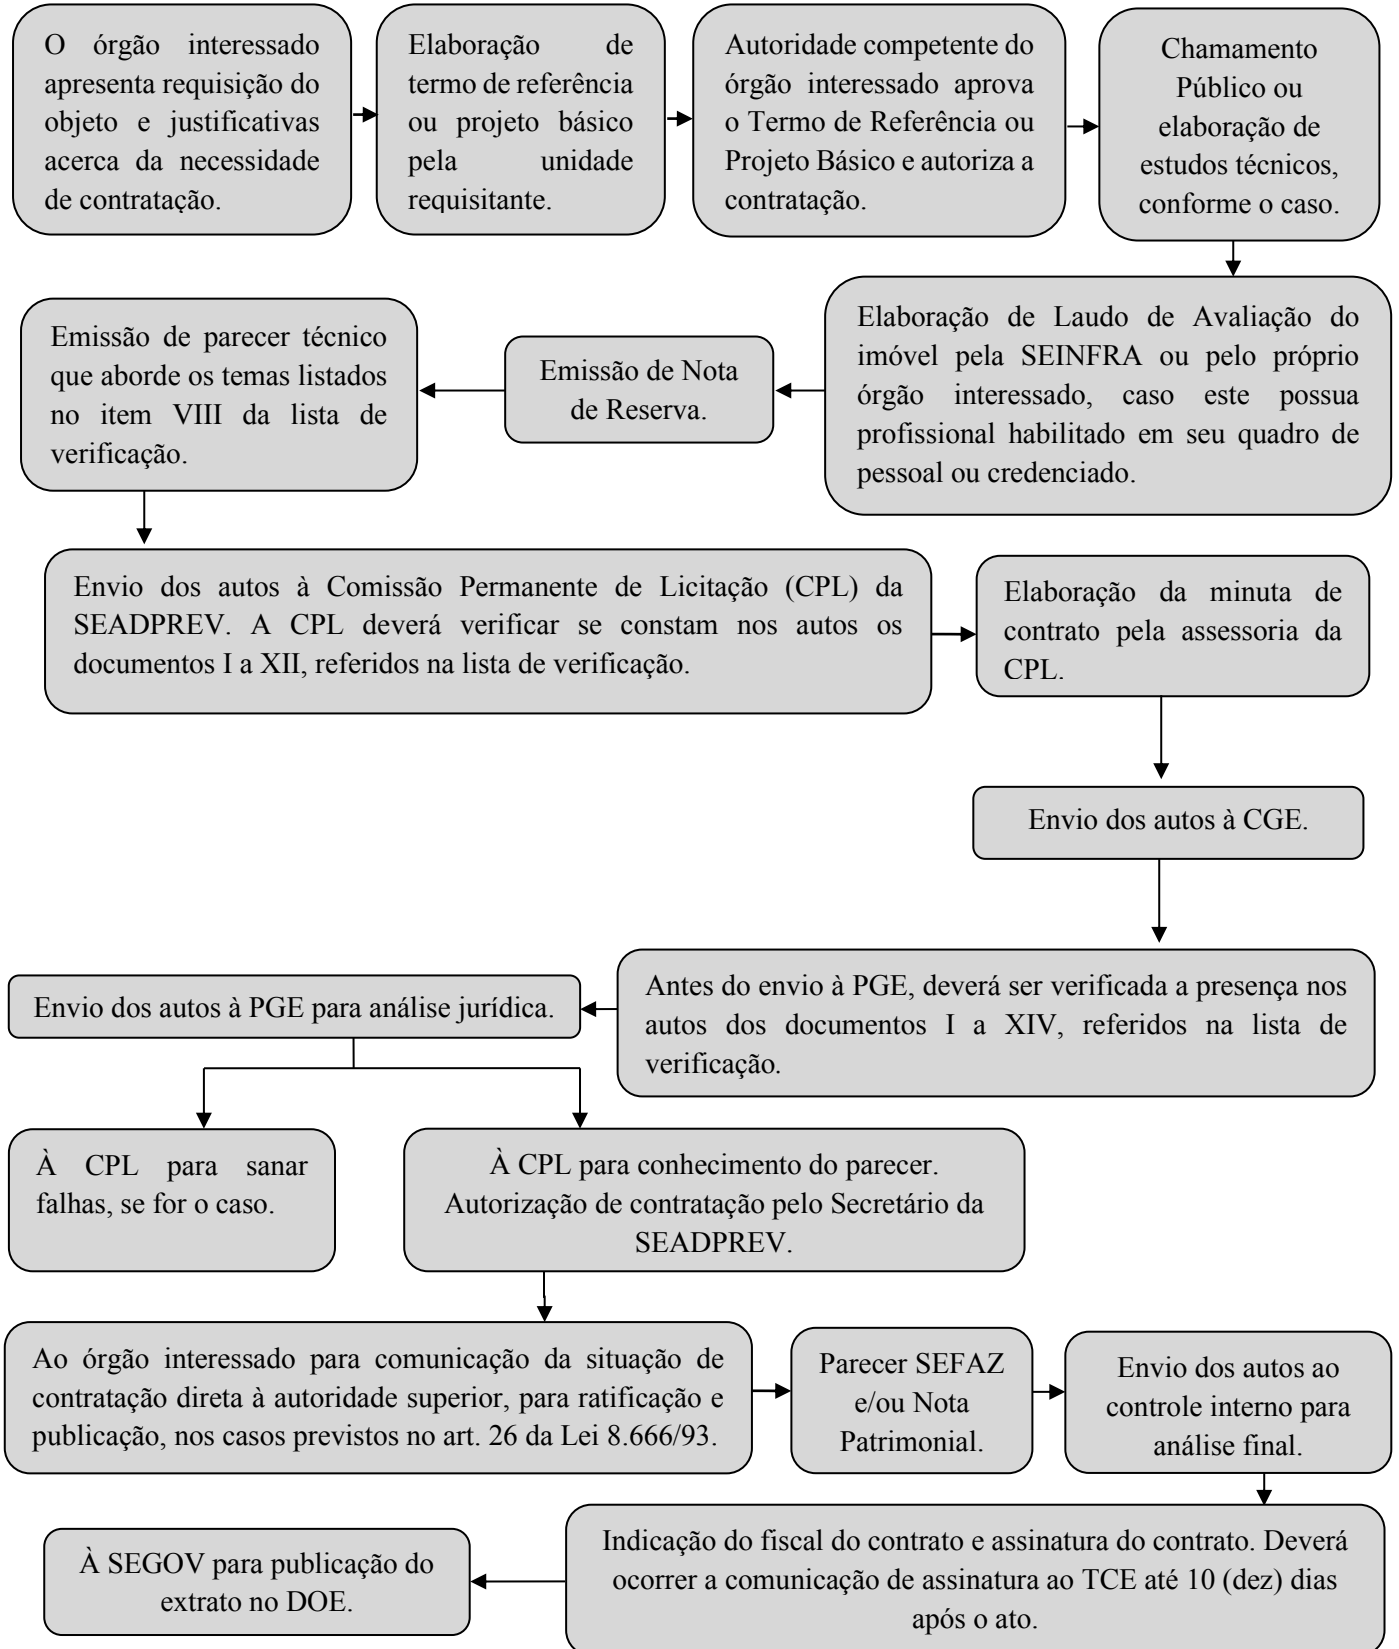 O órgão interessado
apresenta requisição do
objeto e justificativas
acerca da necessidade
de contratação.
Elaboração de
termo de referência
ou projeto básico
pela unidade
requisitante.
Autoridade competente do
órgão interessado aprova
o Termo de Referência ou
Projeto Básico e autoriza a
contratação.
Chamamento
Público ou
elaboração de
estudos técnicos,
conforme o caso.
Elaboração de Laudo de Avaliação do
imóvel pela SEINFRA ou pelo próprio
órgão interessado, caso este possua
profissional habilitado em seu quadro de
pessoal ou credenciado.
Emissão de Nota
de Reserva.
Emissão de parecer técnico
que aborde os temas listados
no item VIII da lista de
verificação.
Envio dos autos à Comissão Permanente de Licitação (CPL) da
SEADPREV. A CPL deverá verificar se constam nos autos os
documentos I a XII, referidos na lista de verificação.
Elaboração da minuta de
contrato pela assessoria da
CPL.
Envio dos autos à CGE.
Antes do envio à PGE, deverá ser verificada a presença nos
autos dos documentos I a XIV, referidos na lista de
verificação.
Envio dos autos à PGE para análise jurídica.
À CPL para sanar
falhas, se for o caso.
À CPL para conhecimento do parecer.
Autorização de contratação pelo Secretário da
SEADPREV.
Ao órgão interessado para comunicação da situação de
contratação direta à autoridade superior, para ratificação e
publicação, nos casos previstos no art. 26 da Lei 8.666/93.
Parecer SEFAZ
e/ou Nota
Patrimonial.
Envio dos autos ao
controle interno para
análise final.
Indicação do fiscal do contrato e assinatura do contrato. Deverá
ocorrer a comunicação de assinatura ao TCE até 10 (dez) dias
após o ato.
À SEGOV para publicação do
extrato no DOE.